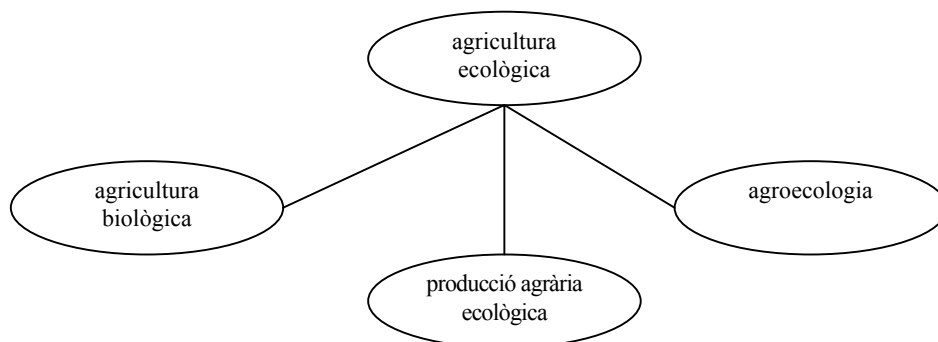 agricultura
ecològica
agricultura
biològica
agroecologia
producció agrària
ecològica